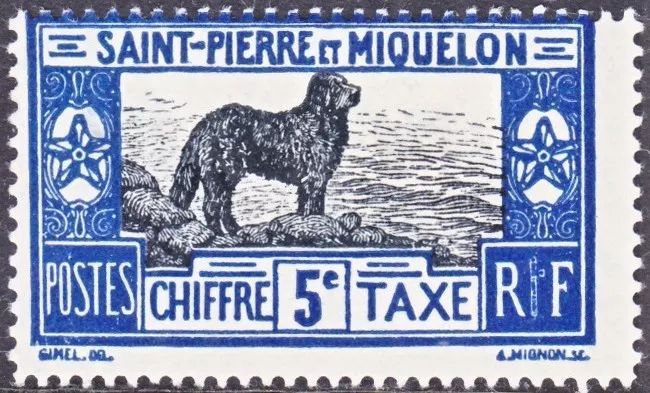 SAINT-PIERRE ET MIQUELON
POSTES CHIFFRE 5c TAXE RF
GIMEL. DEL. A. MIGNON. SC.